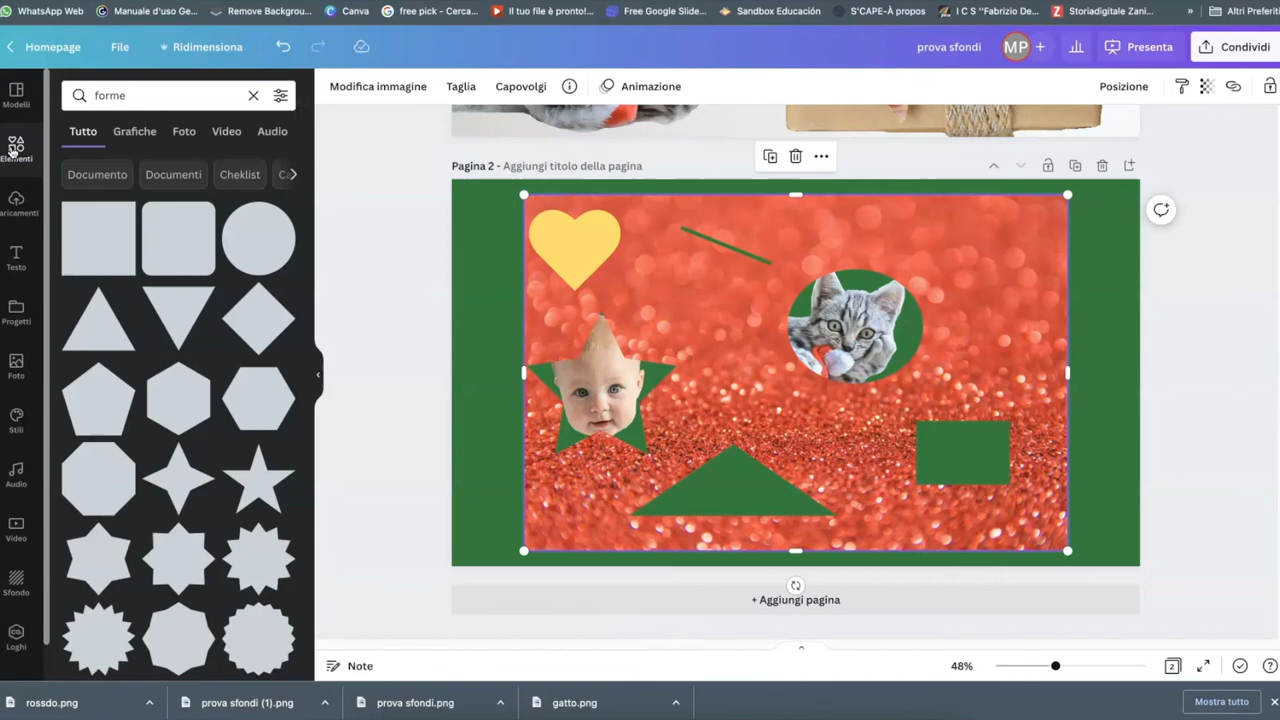 WhatsApp Web
Manuale d'uso Ge...
Remove Backgrou...
Canva
free pick - Cerca...
Il tuo file è pronto!...
Free Google Slide...
Sandbox Educación
S'CAPE-À propos
I C S "Fabrizio De...
Storiadigitale Zani...
»
Altri Preferiti
Homepage
File
Ridimensiona
prova sfondi
MP
+
Presenta
Condividi
Modelli
Elementi
aricamenti
Testo
Progetti
Foto
Stili
Audio
Video
Sfondo
CO.
Loghi
forme
Tutto
Grafiche
Foto
Video
Audio
Documento
Documenti
Cheklist
Modifica immagine
Taglia
Capovolgi
Animazione
Posizione
Pagina 2 - Aggiungi titolo della pagina
+ Aggiungi pagina
Note
48%
2
rossdo.png
prova sfondi (1).png
prova sfondi.png
gatto.png
Mostra tutto